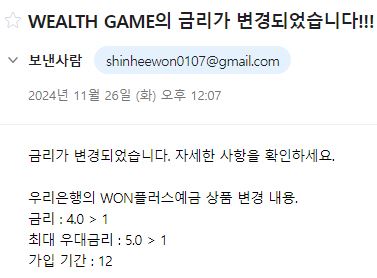 WEALTH GAME의 금리가 변경되었습니다!!!
보낸사람 shinheewon0107@gmail.com
2024년 11월 26일 (화) 오후 12:07
금리가 변경되었습니다. 자세한 사항을 확인하세요.
우리은행의 WON플러스예금 상품 변경 내용.
금리 : 4.0 > 1
최대 우대금리 : 5.0 > 1
가입 기간 : 12